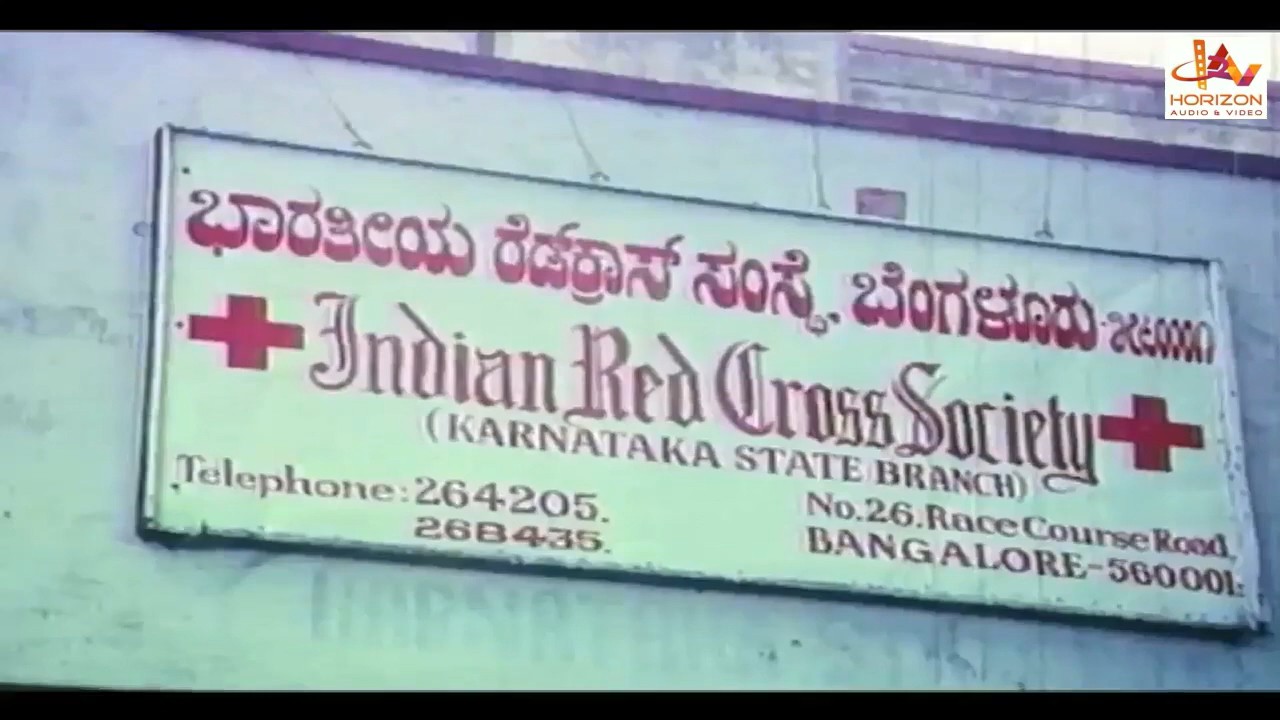 HORIZON
AUDIO & VIDEO
ಭಾರತೀಯ ರೆಡ್‌ಕ್ರಾಸ್ ಸಂಸ್ಥೆ, ಬೆಂಗಳೂರು-೫೬೦೦೦೧
Indian Red Cross Society
(KARNATAKA STATE BRANCH)
Telephone: 264205.
268435.
No.26, Race Course Road,
BANGALORE-560001.